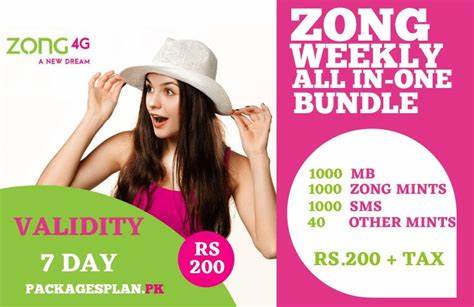 ZONG 4G
A NEW DREAM
VALIDITY
7 DAY
PACKAGESPLAN.PK
RS
200
ZONG
WEEKLY
ALL IN-ONE
BUNDLE
1000 MB
1000 ZONG MINTS
1000 SMS
40 OTHER MINTS
RS.200 + TAX